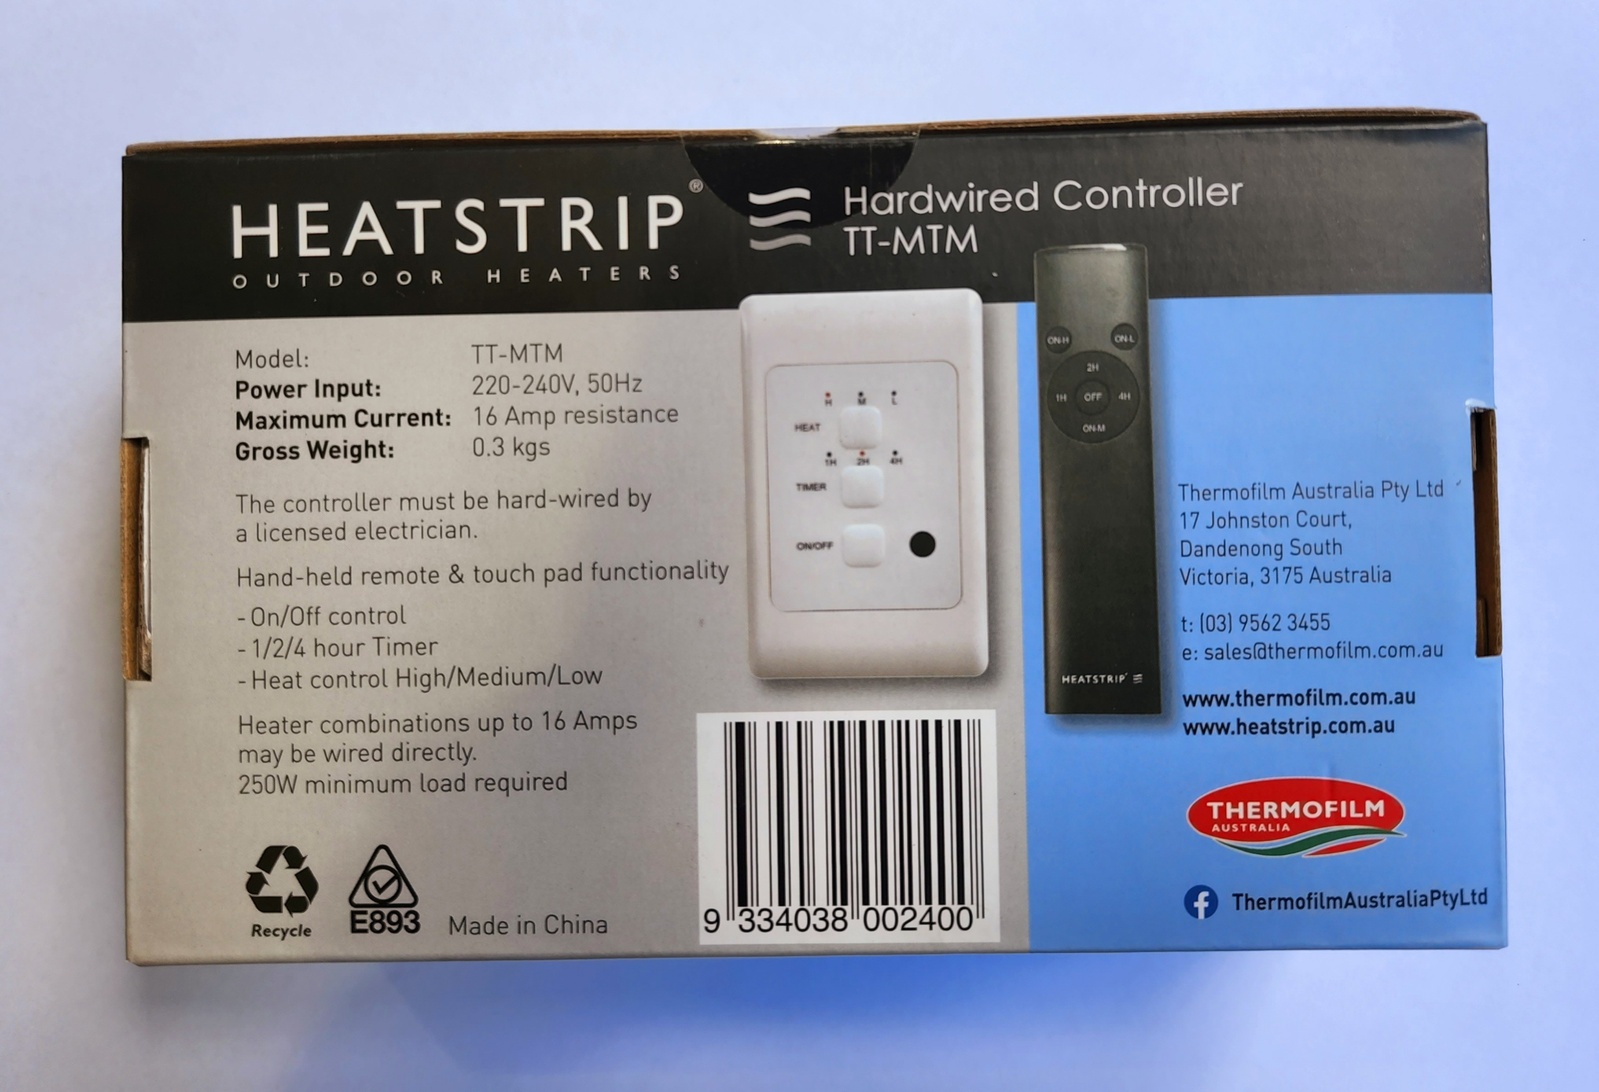 HEATSTRIP®
OUTDOOR HEATERS
Hardwired Controller
TT-MTM
Model: TT-MTM
Power Input: 220-240V, 50Hz
Maximum Current: 16 Amp resistance
Gross Weight: 0.3 kgs
The controller must be hard-wired by
a licensed electrician.
Hand-held remote & touch pad functionality
- On/Off control
- 1/2/4 hour Timer
- Heat control High/Medium/Low
Heater combinations up to 16 Amps
may be wired directly.
250W minimum load required
Recycle
E893
Made in China
H M L
HEAT
1H 2H 4H
TIMER
ON/OFF
9 334038 002400
ON-H ON-L
2H
1H OFF 4H
ON-M
HEATSTRIP®
Thermofilm Australia Pty Ltd
17 Johnston Court,
Dandenong South
Victoria, 3175 Australia
t: (03) 9562 3455
e: sales@thermofilm.com.au
www.thermofilm.com.au
www.heatstrip.com.au
THERMOFILM
AUSTRALIA
ThermofilmAustraliaPtyLtd